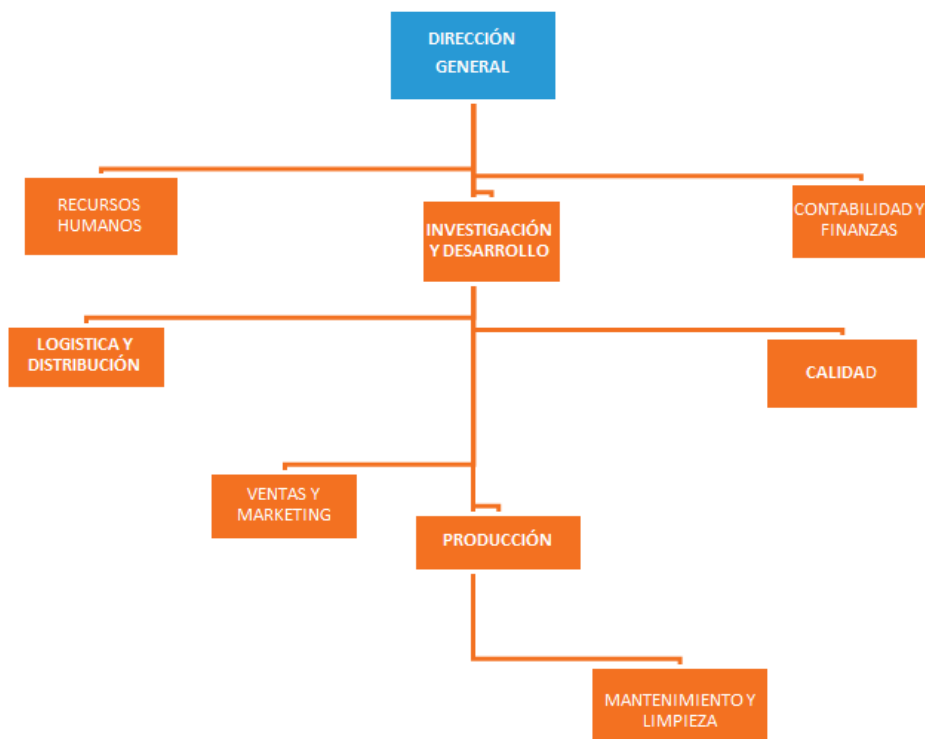 DIRECCIÓN
GENERAL
RECURSOS
HUMANOS
INVESTIGACIÓN
Y DESARROLLO
CONTABILIDAD Y
FINANZAS
LOGISTICA Y
DISTRIBUCIÓN
CALIDAD
VENTAS Y
MARKETING
PRODUCCIÓN
MANTENIMIENTO Y
LIMPIEZA